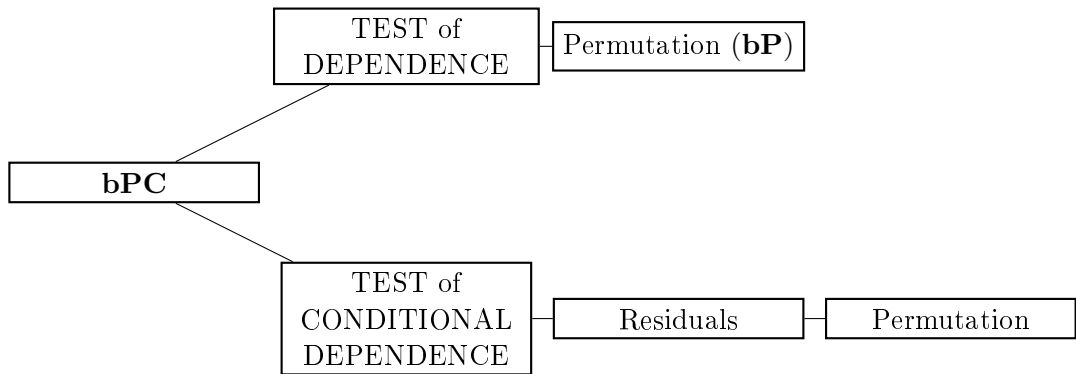 TEST of
DEPENDENCE
Permutation (bP)
bPC
TEST of
CONDITIONAL
DEPENDENCE
Residuals
Permutation